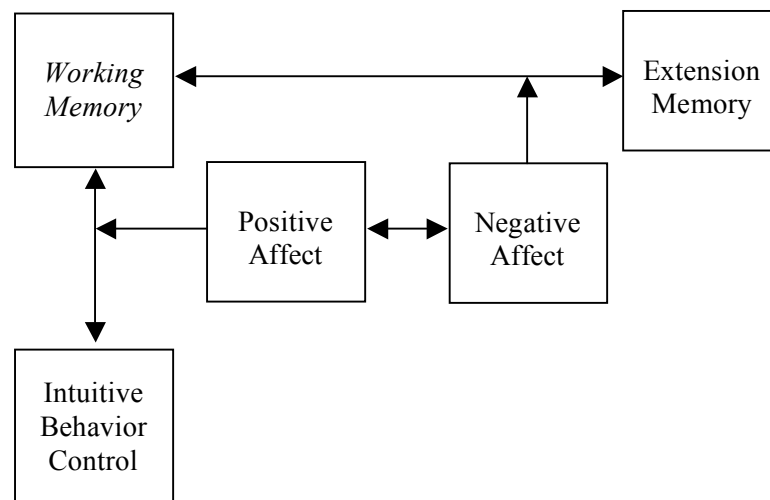 Working
Memory
Extension
Memory
Positive
Affect
Negative
Affect
Intuitive
Behavior
Control